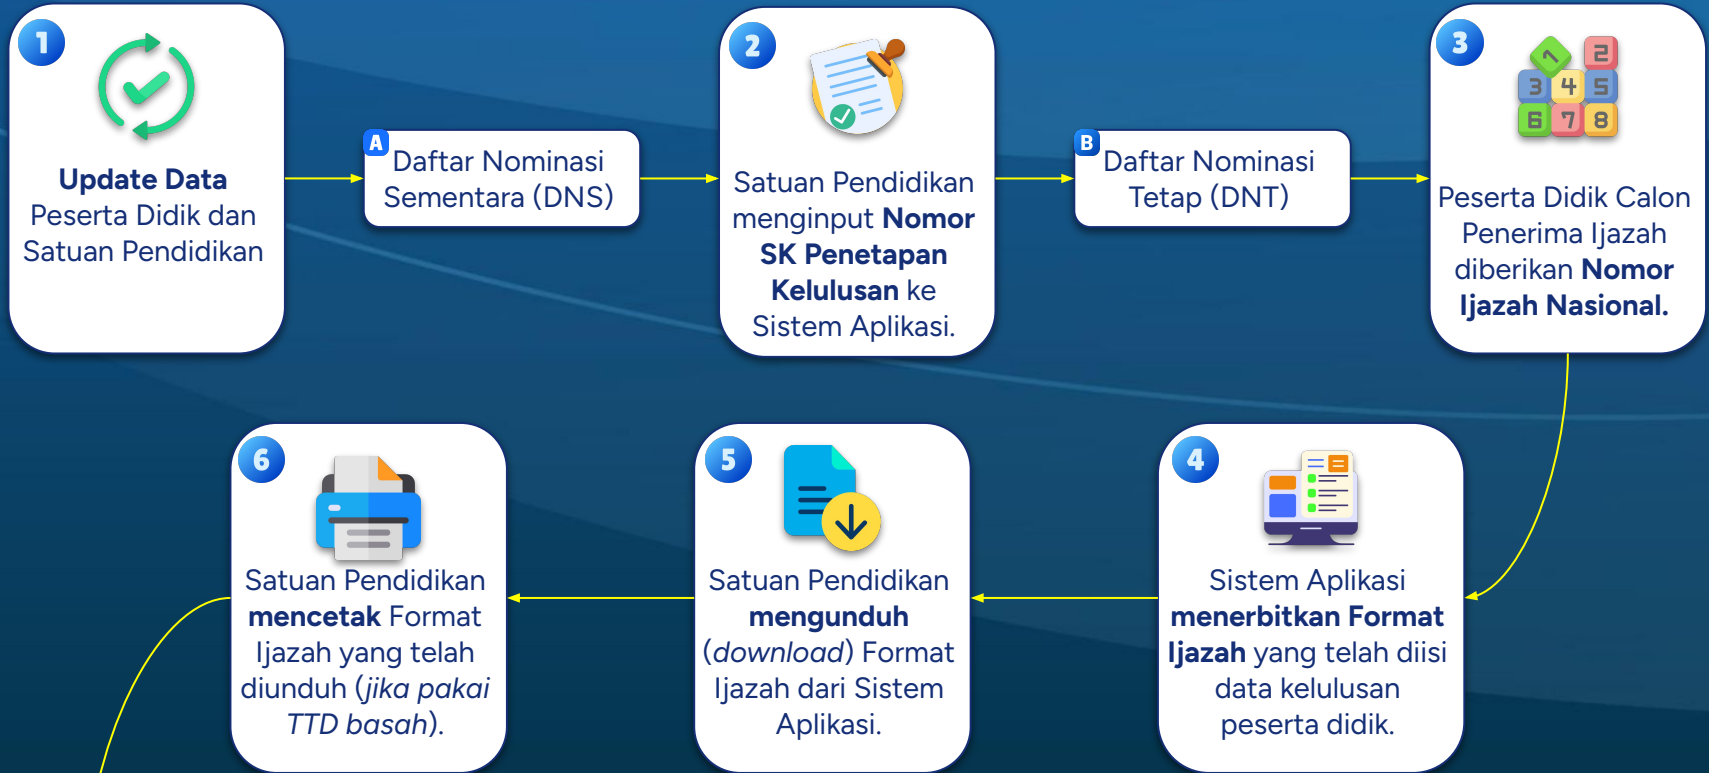 1
Update Data
Peserta Didik dan
Satuan Pendidikan
A
Daftar Nominasi
Sementara (DNS)
2
Satuan Pendidikan
menginput Nomor
SK Penetapan
Kelulusan ke
Sistem Aplikasi.
B
Daftar Nominasi
Tetap (DNT)
3
1
2
3 4 5
6 7 8
Peserta Didik Calon
Penerima Ijazah
diberikan Nomor
Ijazah Nasional.
4
Sistem Aplikasi
menerbitkan Format
Ijazah yang telah diisi
data kelulusan
peserta didik.
5
Satuan Pendidikan
mengunduh
(download) Format
Ijazah dari Sistem
Aplikasi.
6
Satuan Pendidikan
mencetak Format
Ijazah yang telah
diunduh (jika pakai
TTD basah).